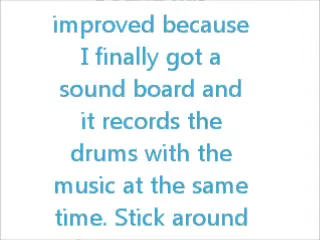 improved because
I finally got a
sound board and
it records the
drums with the
music at the same
time. Stick around